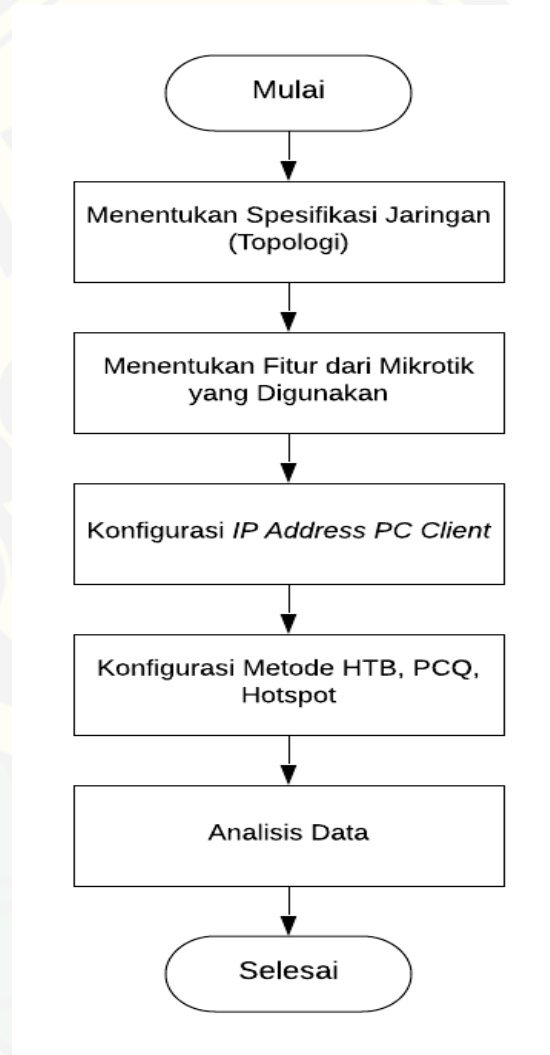 Mulai
Menentukan Spesifikasi Jaringan
(Topologi)
Menentukan Fitur dari Mikrotik
yang Digunakan
Konfigurasi IP Address PC Client
Konfigurasi Metode HTB, PCQ,
Hotspot
Analisis Data
Selesai